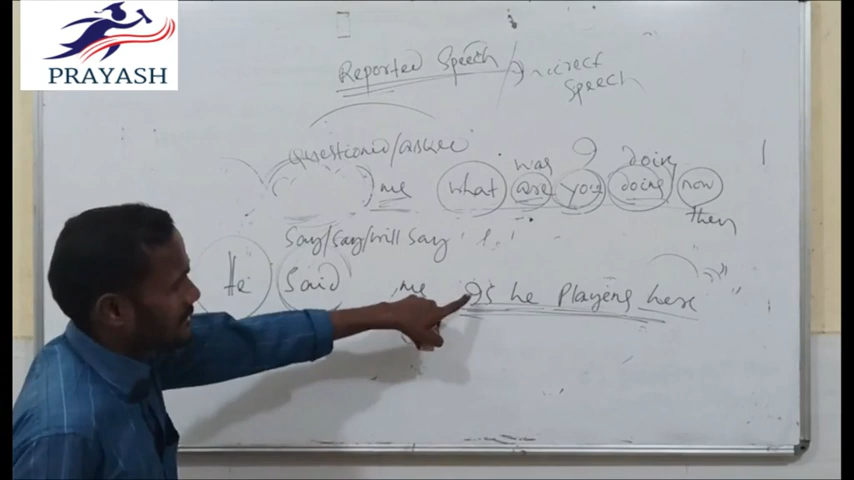 PRAYASH
Reported Speech
Indirect
Speech
questioned/asked
was I doing
me what are you doing now
then
Say/Say/will say
He Said me Is he Playing here